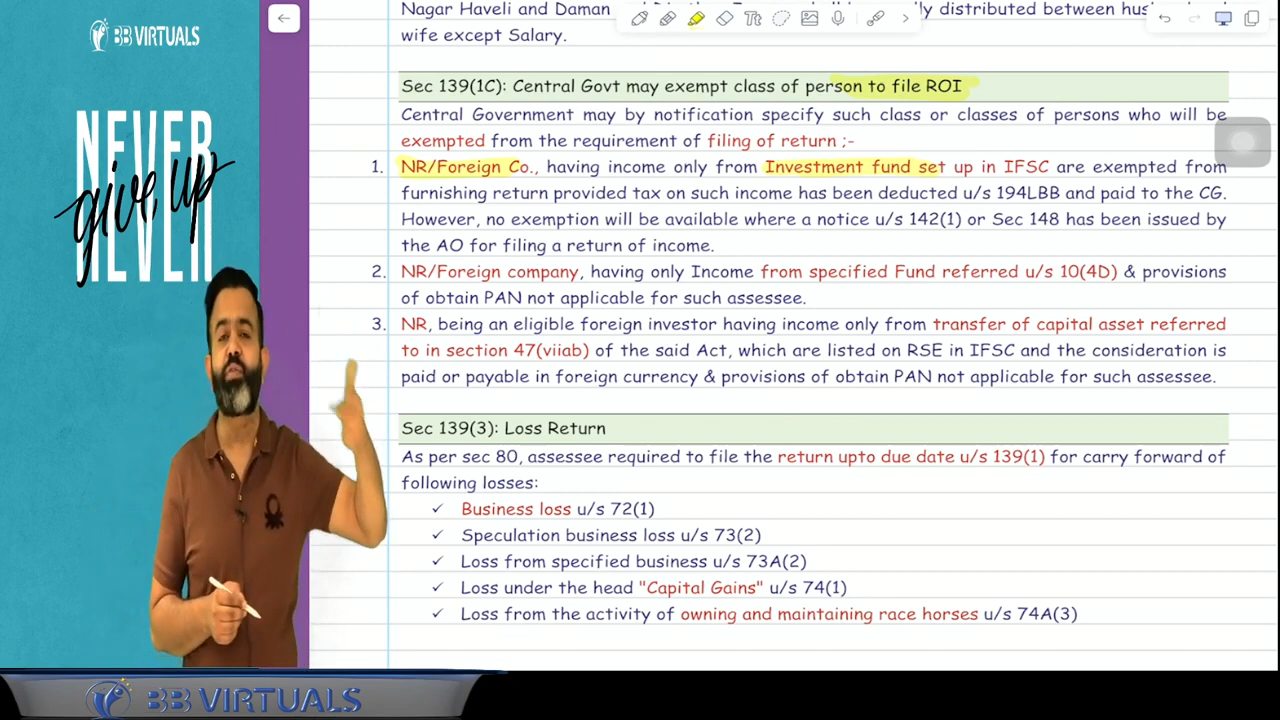 BB VIRTUALS
NEVER
give up
NEVER
Nagar Haveli and Daman
distributed between
wife except Salary.
Sec 139(1C): Central Govt may exempt class of person to file ROI
Central Government may by notification specify such class or classes of persons who will be
exempted from the requirement of filing of return ;-
1. NR/Foreign Co., having income only from Investment fund set up in IFSC are exempted from
furnishing return provided tax on such income has been deducted u/s 194LBB and paid to the CG.
However, no exemption will be available where a notice u/s 142(1) or Sec 148 has been issued by
the AO for filing a return of income.
2. NR/Foreign company, having only Income from specified Fund referred u/s 10(4D) & provisions
of obtain PAN not applicable for such assessee.
3. NR, being an eligible foreign investor having income only from transfer of capital asset referred
to in section 47(viiab) of the said Act, which are listed on RSE in IFSC and the consideration is
paid or payable in foreign currency & provisions of obtain PAN not applicable for such assessee.
Sec 139(3): Loss Return
As per sec 80, assessee required to file the return upto due date u/s 139(1) for carry forward of
following losses:
✓ Business loss u/s 72(1)
✓ Speculation business loss u/s 73(2)
✓ Loss from specified business u/s 73A(2)
✓ Loss under the head "Capital Gains" u/s 74(1)
✓ Loss from the activity of owning and maintaining race horses u/s 74A(3)
BB VIRTUALS